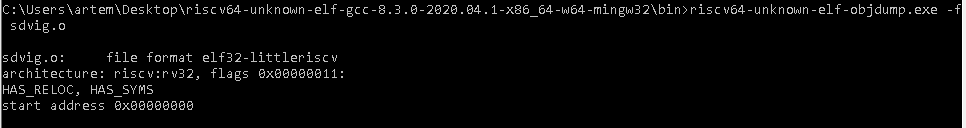 C:\Users\artem\Desktop\riscv64-unknown-elf-gcc-8.3.0-2020.04.1-x86_64-w64-mingw32\bin>riscv64-unknown-elf-objdump.exe -f
 sdvig.o
sdvig.o:     file format elf32-littleriscv
architecture: riscv:rv32, flags 0x00000011:
HAS_RELOC, HAS_SYMS
start address 0x00000000